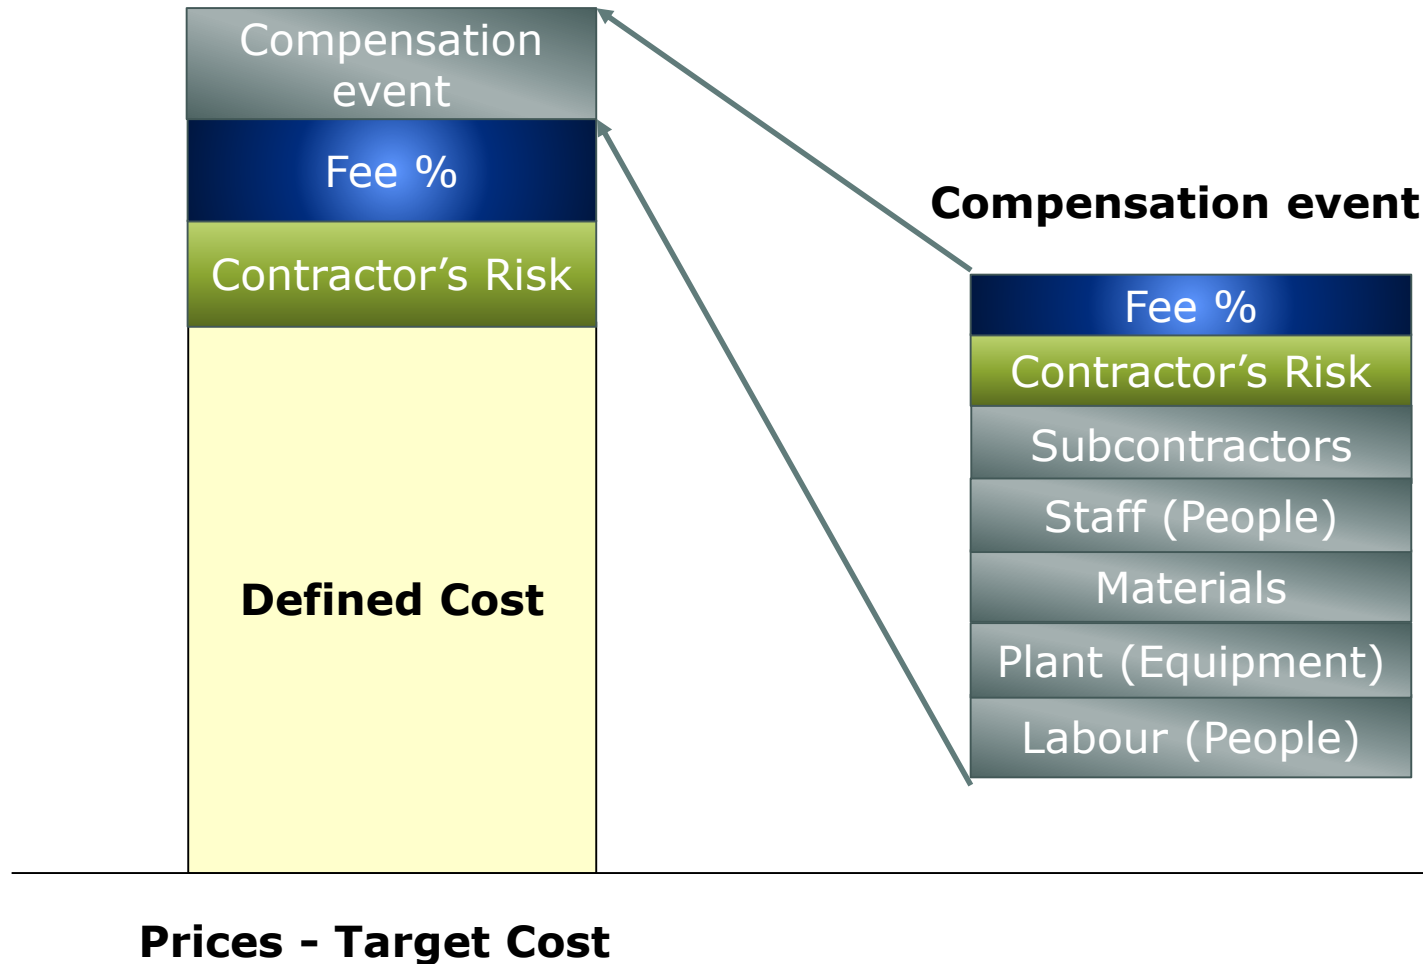 Compensation
event
Fee %
Contractor’s Risk
Defined Cost
Prices - Target Cost
Compensation event
Fee %
Contractor’s Risk
Subcontractors
Staff (People)
Materials
Plant (Equipment)
Labour (People)